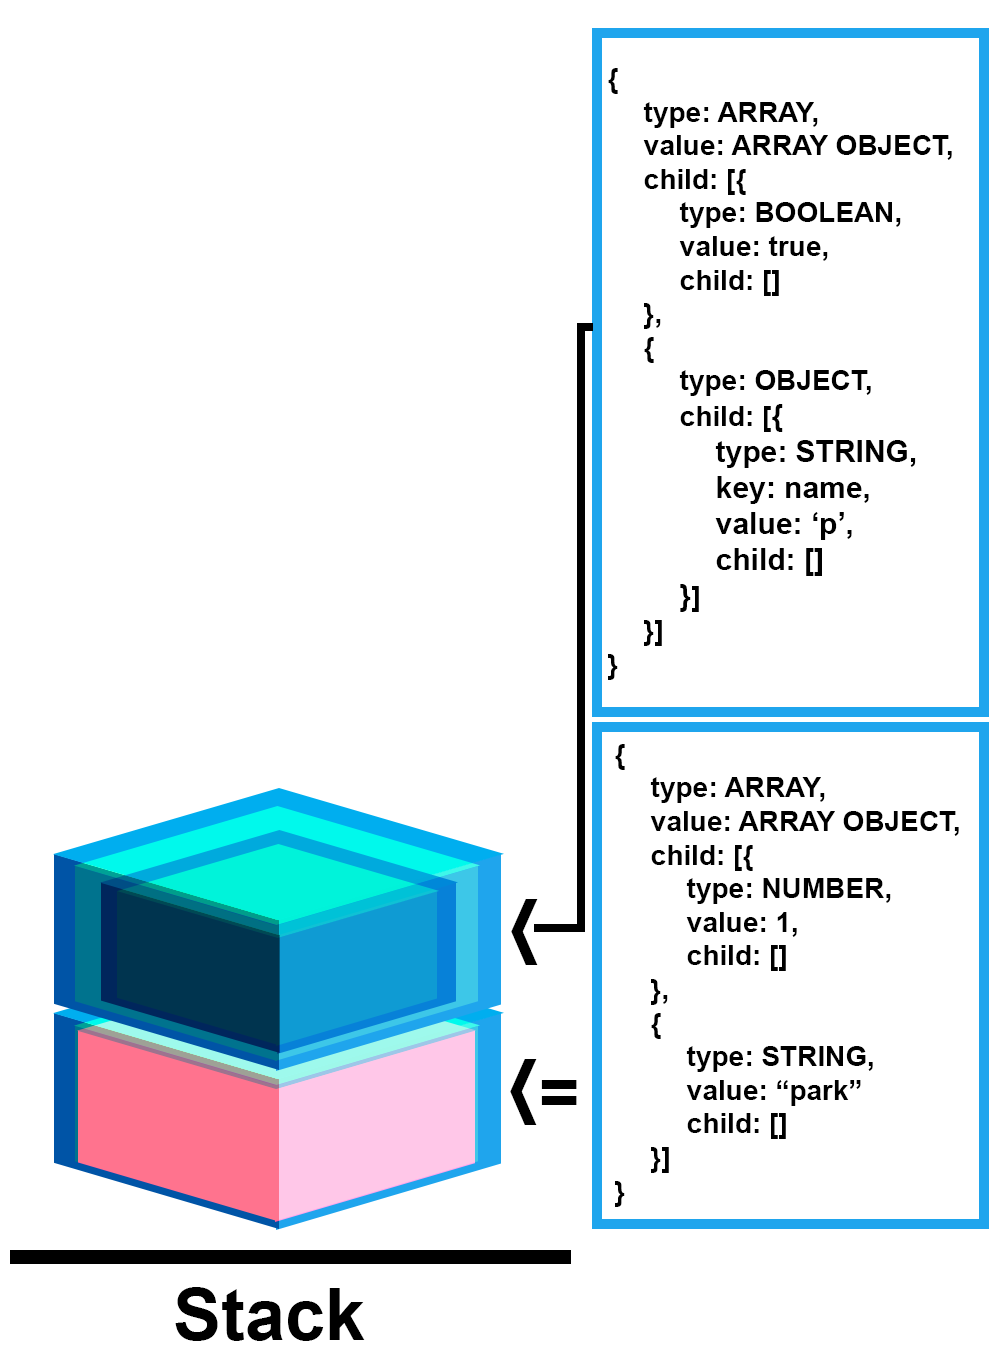 {
type: ARRAY,
value: ARRAY OBJECT,
child: [{
type: BOOLEAN,
value: true,
child: []
},
{
type: OBJECT,
child: [{
type: STRING,
key: name,
value: ‘p’,
child: []
}]
}]
}
{
type: ARRAY,
value: ARRAY OBJECT,
child: [{
type: NUMBER,
value: 1,
child: []
},
{
type: STRING,
value: “park”
child: []
}]
}
Stack